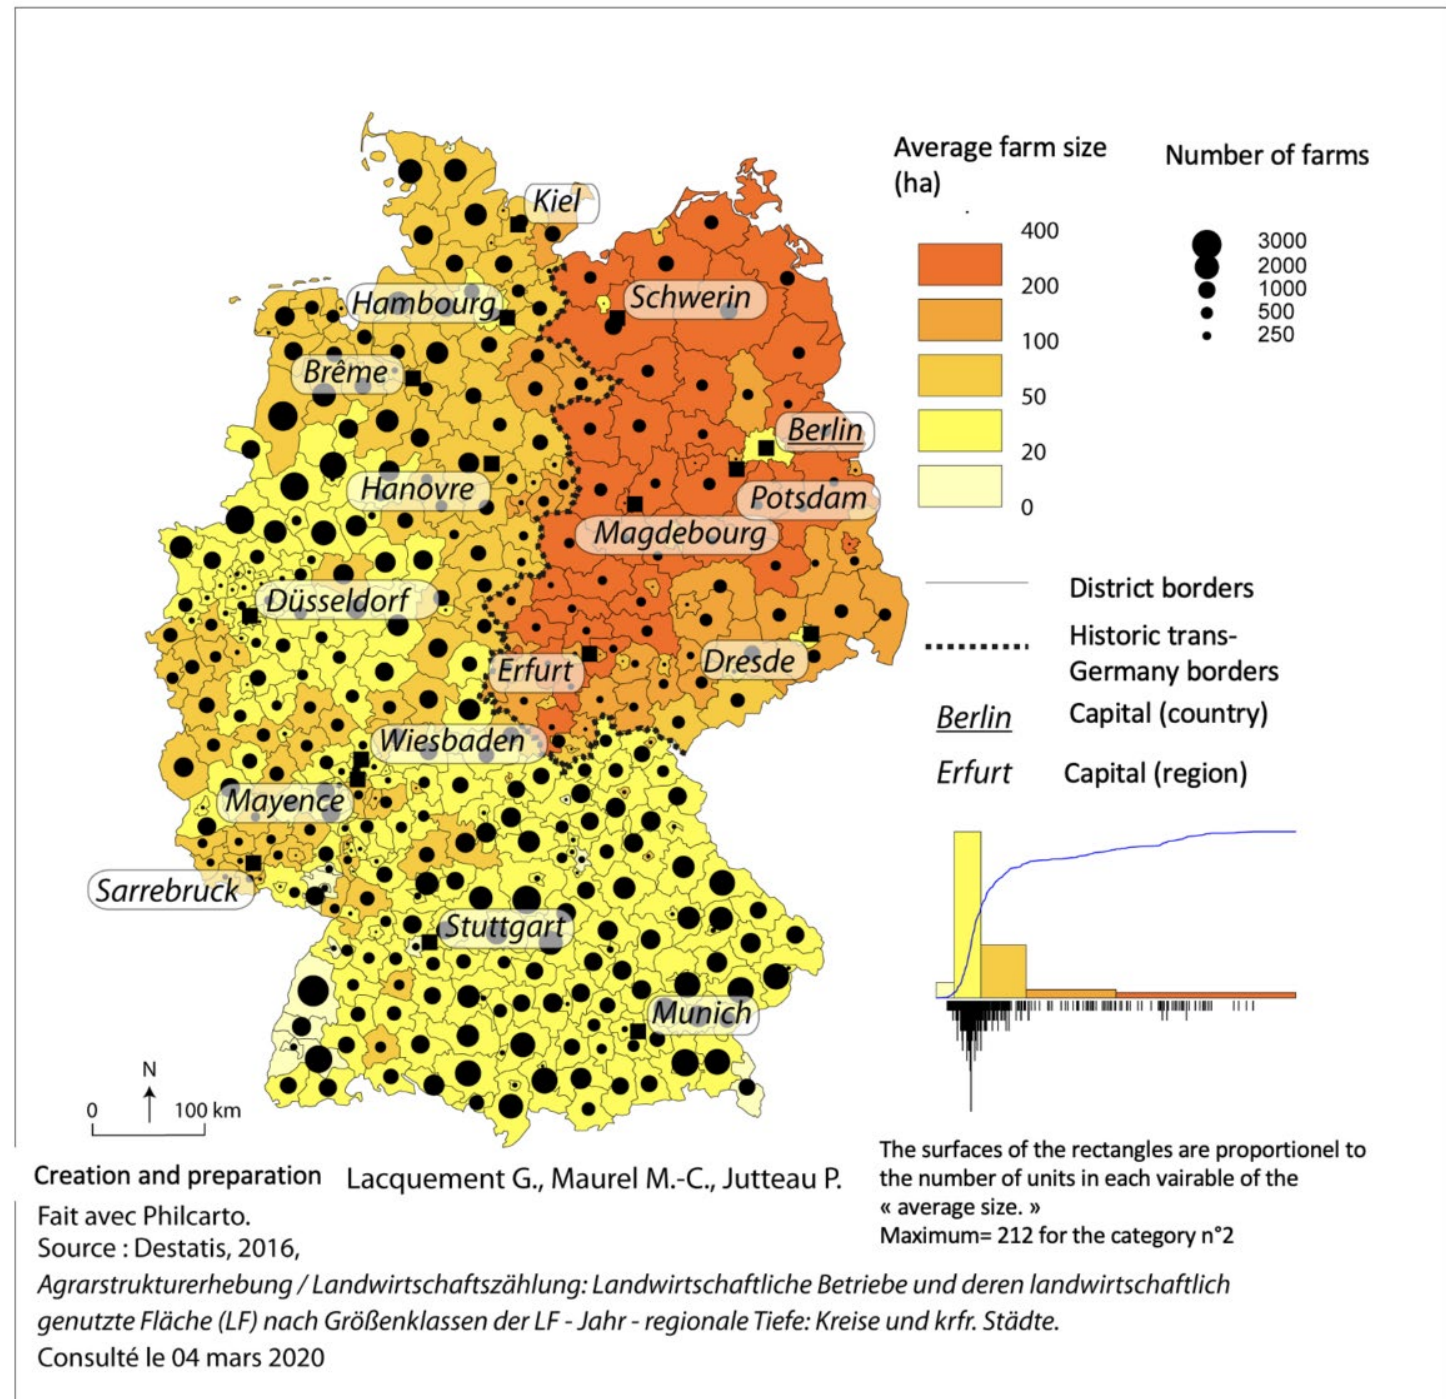 Average farm size
(ha)
400
200
100
50
20
0
Number of farms
3000
2000
1000
500
250
Kiel
Hambourg
Schwerin
Brême
Berlin
Hanovre
Potsdam
Magdebourg
Düsseldorf
Erfurt
Dresde
Wiesbaden
Mayence
Sarrebruck
Stuttgart
Munich
District borders
Historic trans-
Germany borders
Berlin
Capital (country)
Erfurt
Capital (region)
N
0
100 km
The surfaces of the rectangles are proportionel to
the number of units in each vairable of the
« average size. »
Maximum= 212 for the category n°2
Creation and preparation Lacquement G., Maurel M.-C., Jutteau P.
Fait avec Philcarto.
Source : Destatis, 2016,
Agrarstrukturerhebung / Landwirtschaftszählung: Landwirtschaftliche Betriebe und deren landwirtschaftlich
genutzte Fläche (LF) nach Größenklassen der LF - Jahr - regionale Tiefe: Kreise und krfr. Städte.
Consulté le 04 mars 2020